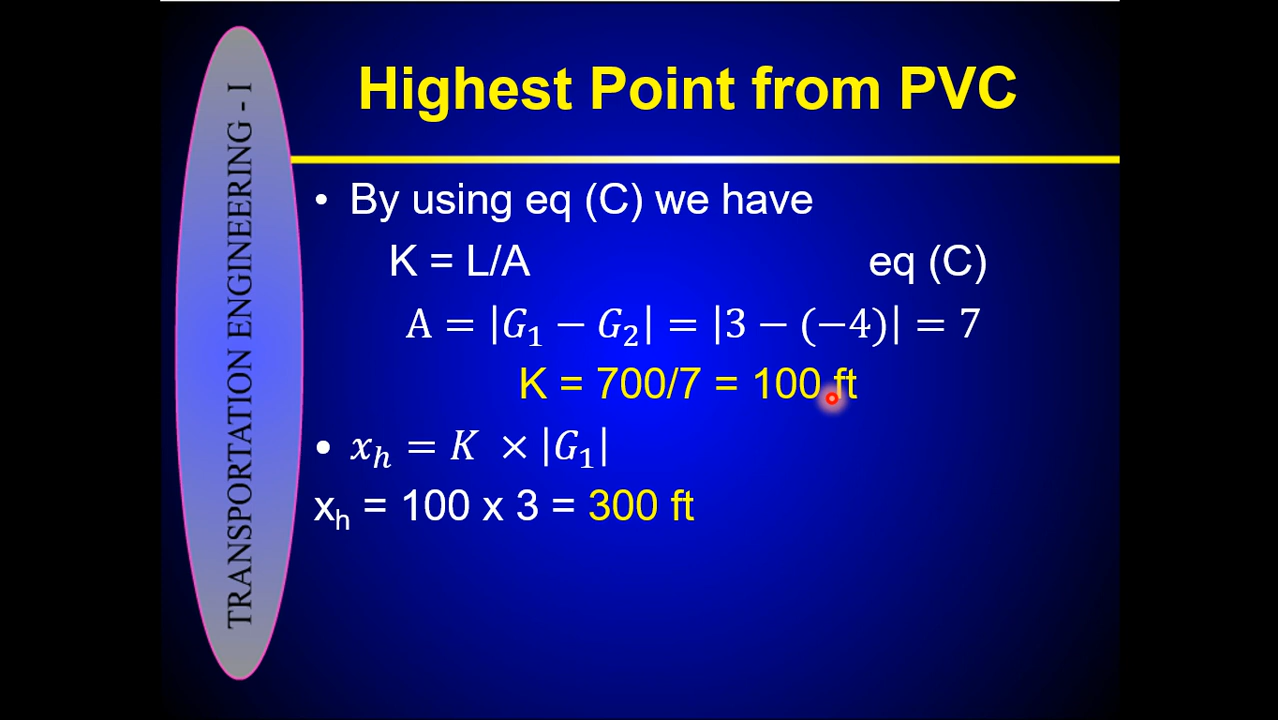 TRANSPORTATION ENGINEERING - I
Highest Point from PVC
• By using eq (C) we have
K = L/A eq (C)
A = |G₁ − G₂| = |3 − (−4)| = 7
K = 700/7 = 100 ft
• xₕ = K × |G₁|
xₕ = 100 x 3 = 300 ft